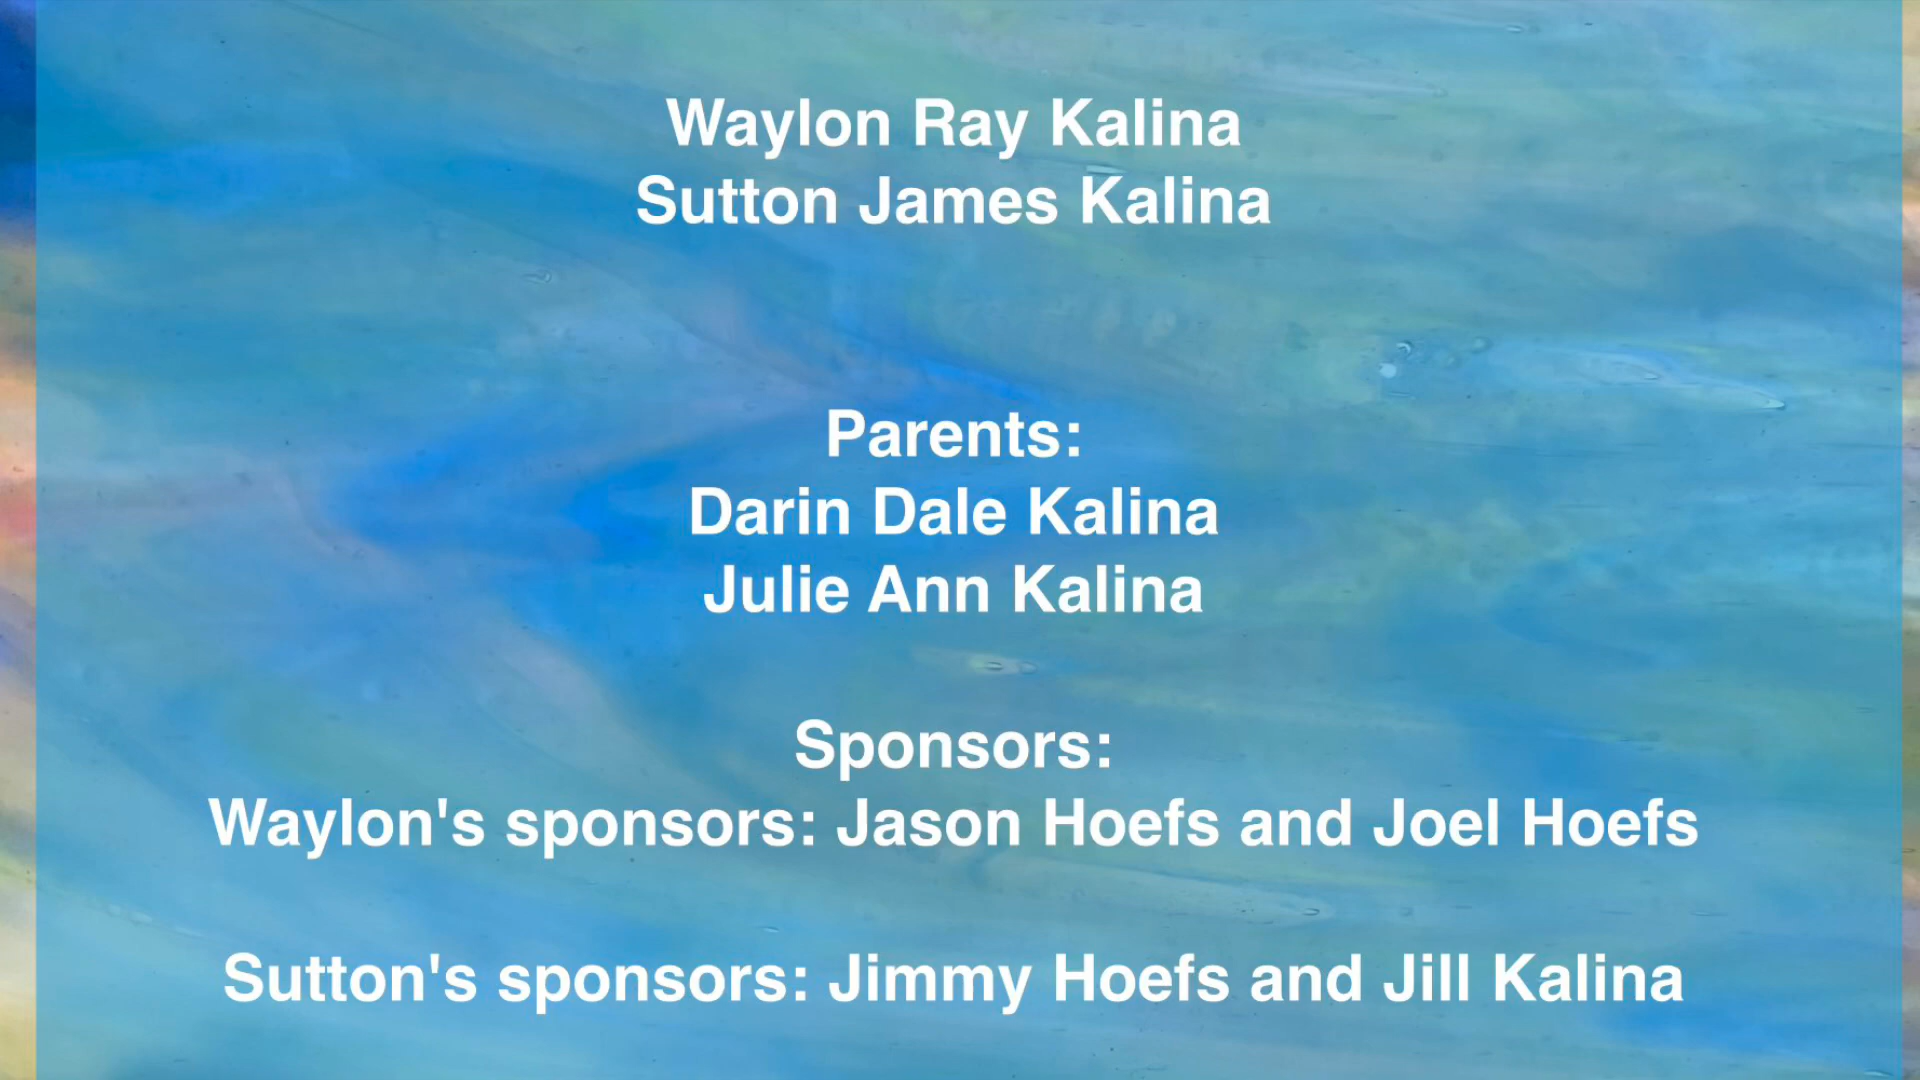 Waylon Ray Kalina
Sutton James Kalina
Parents:
Darin Dale Kalina
Julie Ann Kalina
Sponsors:
Waylon's sponsors: Jason Hoefs and Joel Hoefs
Sutton's sponsors: Jimmy Hoefs and Jill Kalina